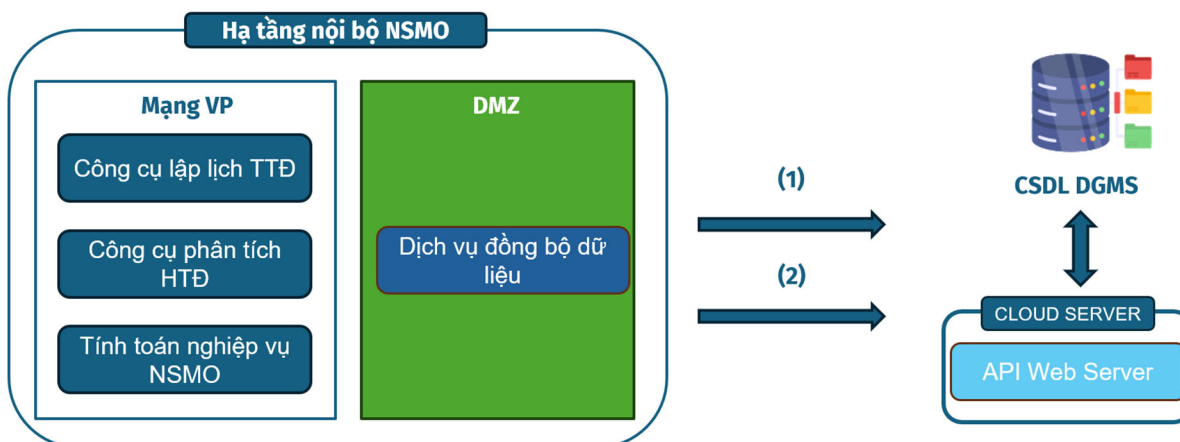 Hạ tầng nội bộ NSMO
Mạng VP
Công cụ lập lịch TTĐ
Công cụ phân tích
HTĐ
Tính toán nghiệp vụ
NSMO
DMZ
Dịch vụ đồng bộ dữ
liệu
(1)
(2)
CSDL DGMS
CLOUD SERVER
API Web Server